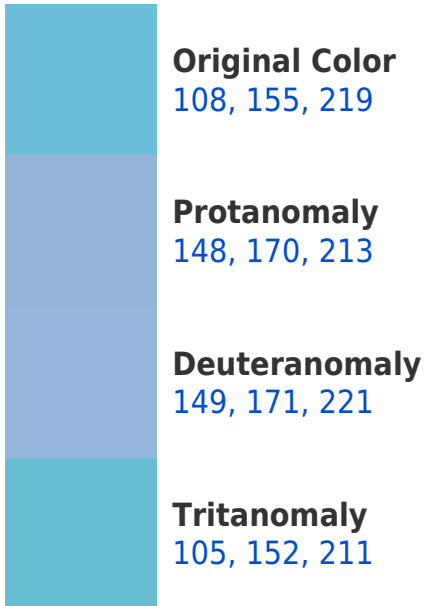 Original Color
108, 155, 219
Protanomaly
148, 170, 213
Deuteranomaly
149, 171, 221
Tritanomaly
105, 152, 211